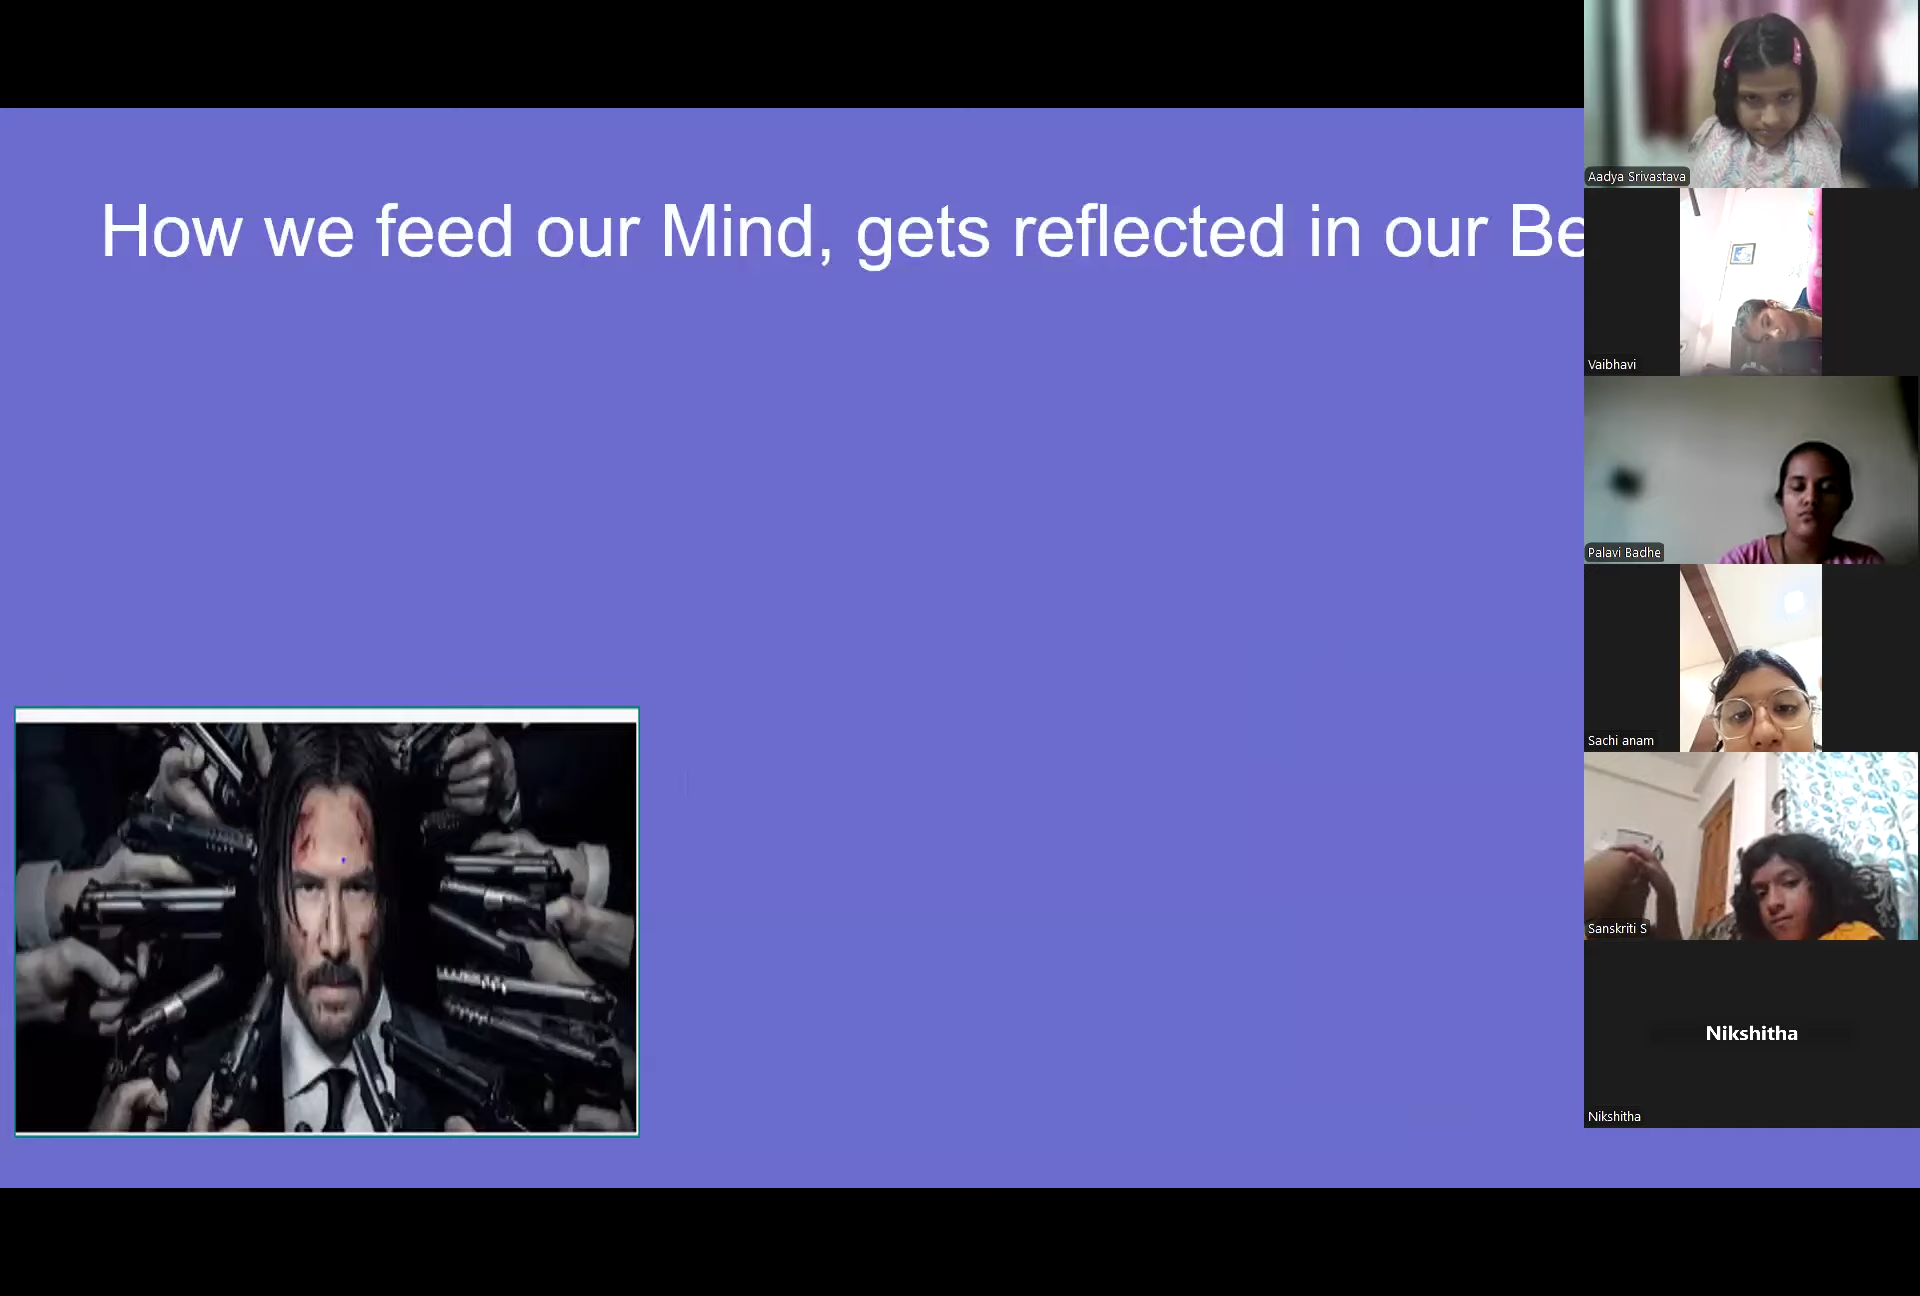 How we feed our Mind, gets reflected in our Be
Aadya Srivastava
Vaibhavi
Palavi Badhe
Sachi anam
Sanskriti S
Nikshitha
Nikshitha